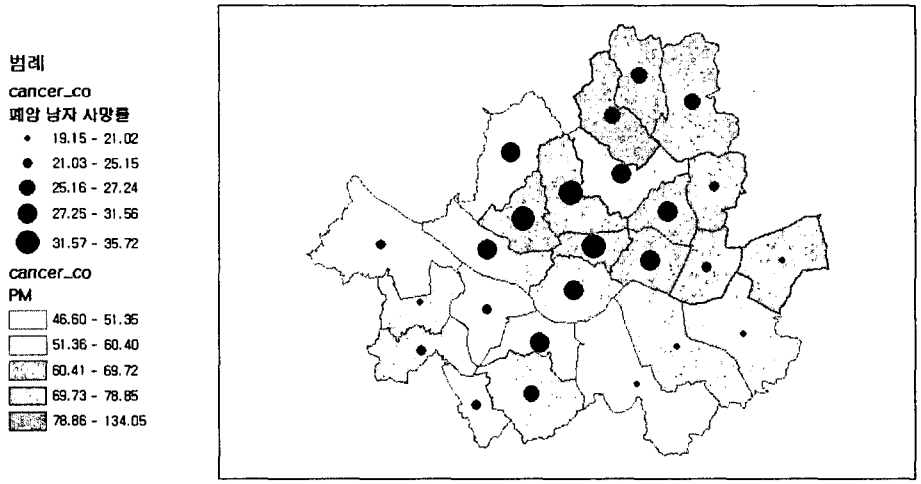 범례
cancer_co
폐암 남자 사망률
19.15 - 21.02
21.03 - 25.15
25.16 - 27.24
27.25 - 31.56
31.57 - 35.72
cancer_co
PM
46.60 - 51.35
51.36 - 60.40
60.41 - 69.72
69.73 - 78.85
78.86 - 134.05